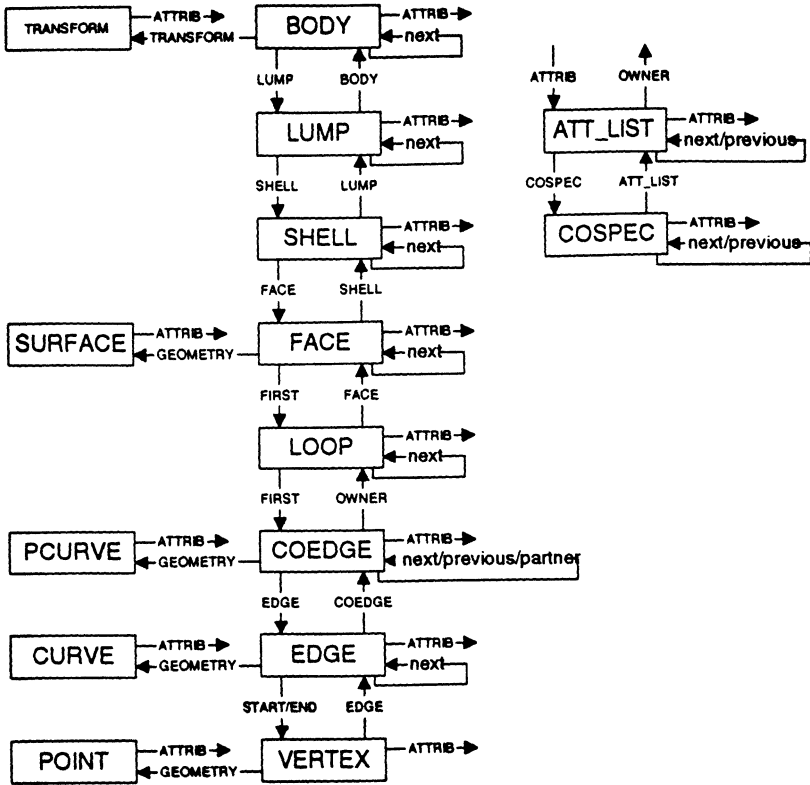 ATTRIB
BODY
ATTRIB
TRANSFORM
TRANSFORM
next
LUMP
BODY
ATTRIB
OWNER
LUMP
ATTRIB
next
ATT_LIST
ATTRIB
next/previous
SHELL
LUMP
COSPEC
ATT_LIST
SHELL
ATTRIB
next
COSPEC
ATTRIB
next/previous
FACE
SHELL
SURFACE
ATTRIB
GEOMETRY
FACE
ATTRIB
next
FIRST
FACE
LOOP
ATTRIB
next
FIRST
OWNER
PCURVE
ATTRIB
GEOMETRY
COEDGE
ATTRIB
next/previous/partner
EDGE
COEDGE
CURVE
ATTRIB
GEOMETRY
EDGE
ATTRIB
next
START/END
EDGE
POINT
ATTRIB
GEOMETRY
VERTEX
ATTRIB